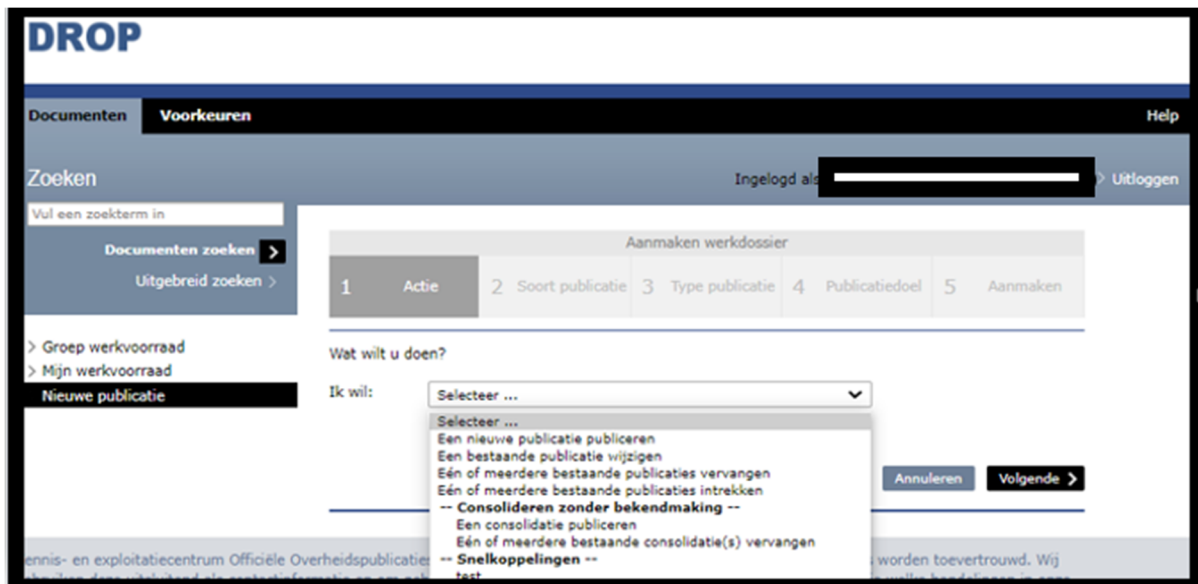 DROP
Documenten Voorkeuren Help
Zoeken
Ingelogd als Uitloggen
Vul een zoekterm in
Documenten zoeken
Uitgebreid zoeken
Aanmaken werkdossier
1 Actie 2 Soort publicatie 3 Type publicatie 4 Publicatiedoel 5 Aanmaken
Groep werkvoorraad
Mijn werkvoorraad
Nieuwe publicatie
Wat wilt u doen?
Ik wil: Selecteer ...
Selecteer ...
Een nieuwe publicatie publiceren
Een bestaande publicatie wijzigen
Eén of meerdere bestaande publicaties vervangen
Eén of meerdere bestaande publicaties intrekken
-- Consolideren zonder bekendmaking --
Een consolidatie publiceren
Eén of meerdere bestaande consolidatie(s) vervangen
-- Snelkoppelingen --
test
Annuleren Volgende
ennis- en exploitatiecentrum Officiële Overheidspublicaties worden toevertrouwd. Wij